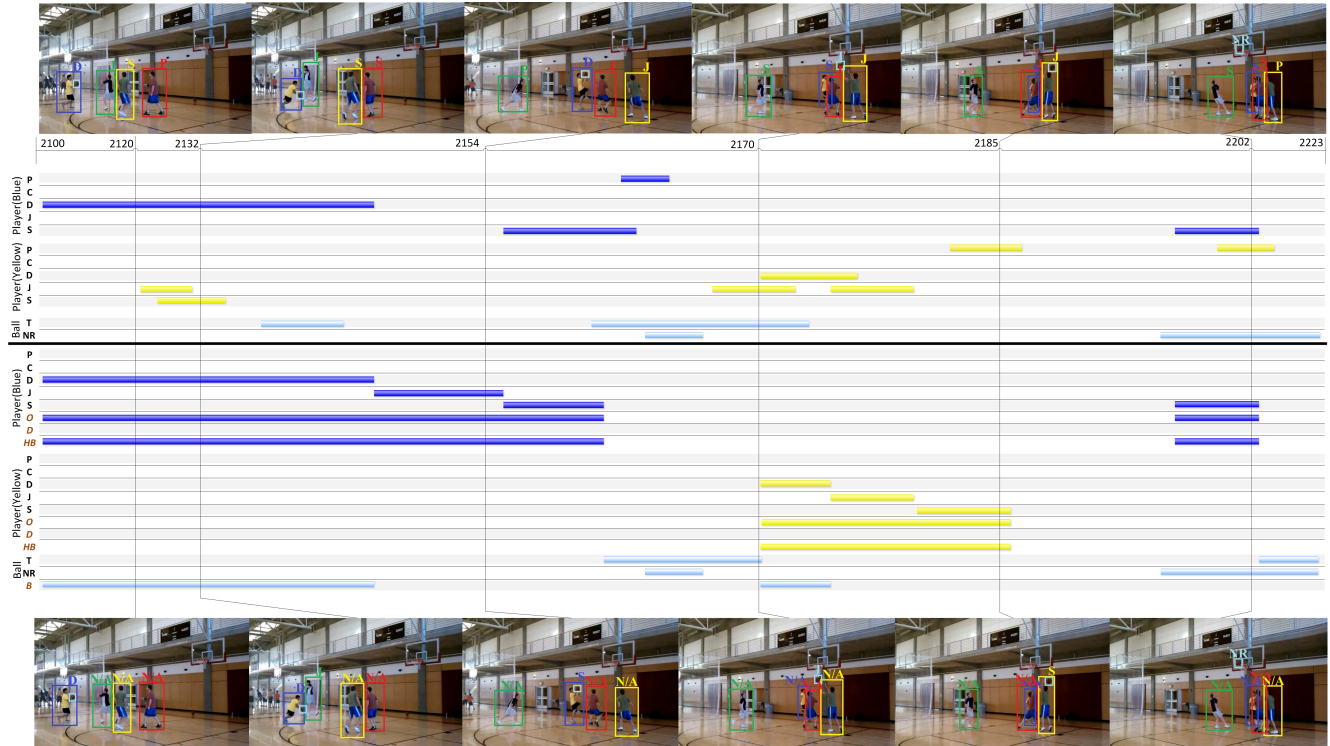 D S P
D J S P
J D P J
S S D J
J J
NR S S P
2100 2120 2132 2154 2170 2185 2202 2223
Player(Blue)
P
C
D
J
S
Player(Yellow)
P
C
D
J
S
Ball
T
NR
Player(Blue)
P
C
D
J
S
O
D
HB
Player(Yellow)
P
C
D
J
S
O
D
HB
Ball
T
NR
B
D N/A N/A N/A
D N/A N/A
N/A S N/A N/A
N/A N/A N/A
N/A N/A S
NR N/A N/A